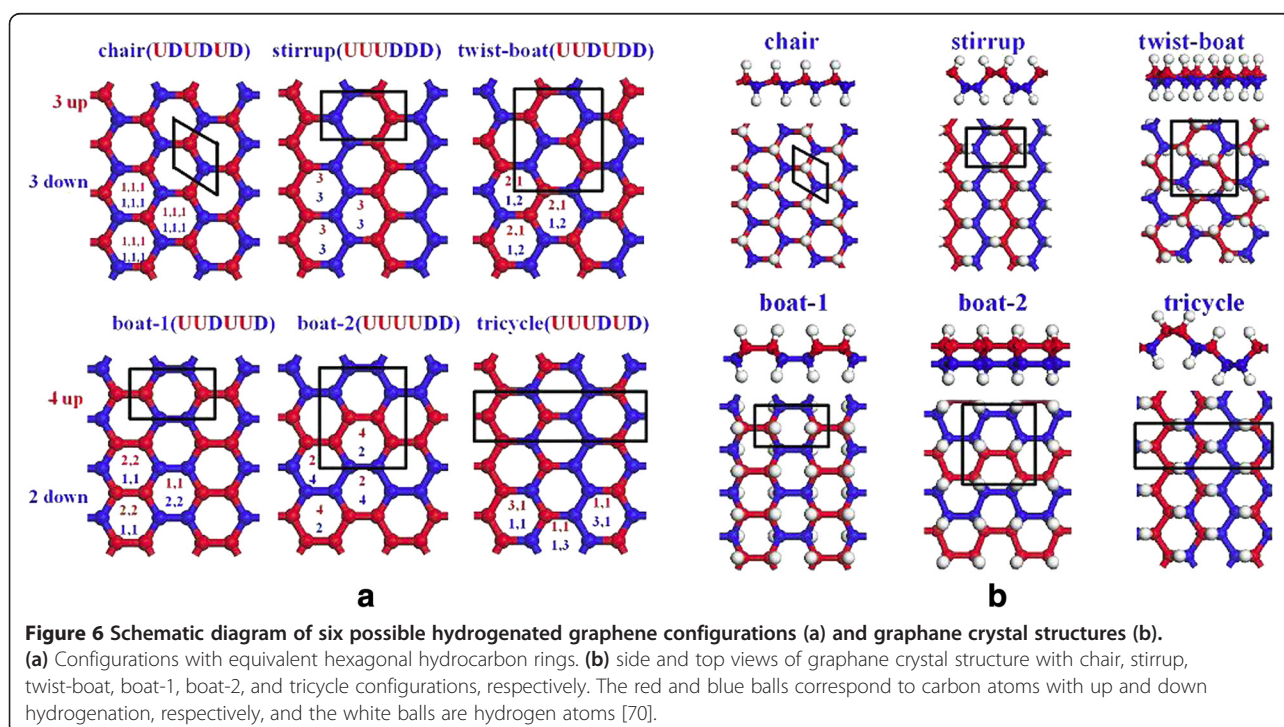 chair(UDUDUD) stirrup(UUUDDD) twist-boat(UUDUDD)
3 up
3 down
1,1,1
1,1,1
1,1,1
1,1,1
1,1,1
1,1,1
3
3
3
3
3
3
2,1
1,2
2,1
1,2
2,1
1,2
boat-1(UUDUUD) boat-2(UUUUDD) tricycle(UUUDUD)
4 up
2 down
2,2
1,1
1,1
2,2
2,2
1,1
4
2
2
4
2
4
4
2
3,1
1,1
1,1
1,3
1,1
3,1
a
chair stirrup twist-boat
boat-1 boat-2 tricycle
b
Figure 6 Schematic diagram of six possible hydrogenated graphene configurations (a) and graphane crystal structures (b).
(a) Configurations with equivalent hexagonal hydrocarbon rings. (b) side and top views of graphane crystal structure with chair, stirrup,
twist-boat, boat-1, boat-2, and tricycle configurations, respectively. The red and blue balls correspond to carbon atoms with up and down
hydrogenation, respectively, and the white balls are hydrogen atoms [70].